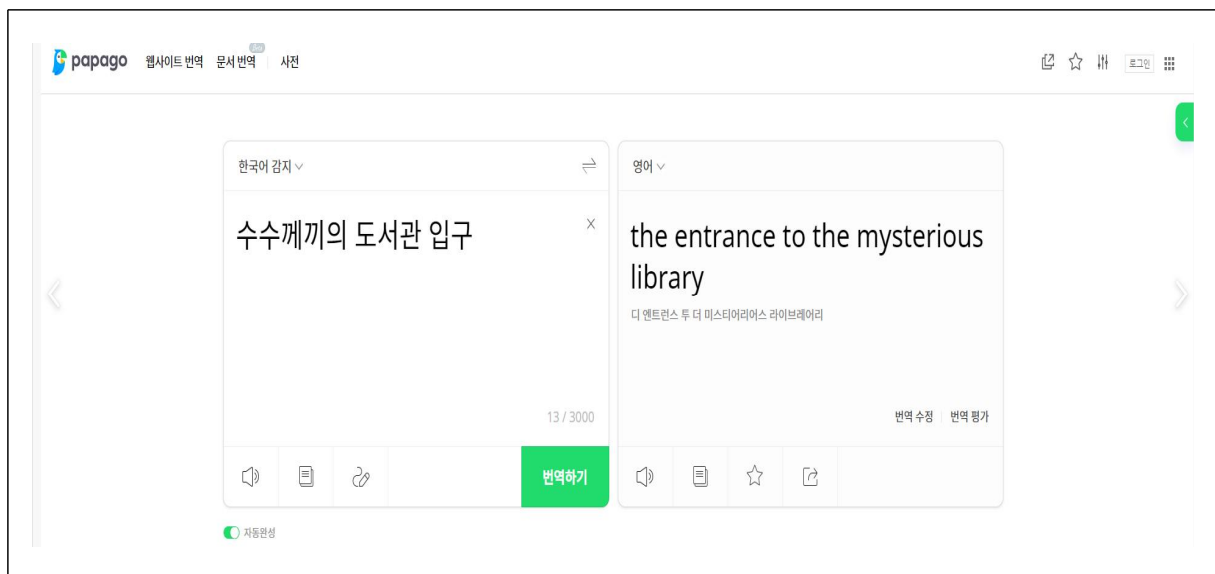 papago 웹사이트 번역 문서 번역 사전 로그인
한국어 감지
수수께끼의 도서관 입구
13 / 3000
번역하기
영어
the entrance to the mysterious
library
디 엔트런스 투 더 미스티어리어스 라이브레어리
번역 수정 번역 평가
자동완성